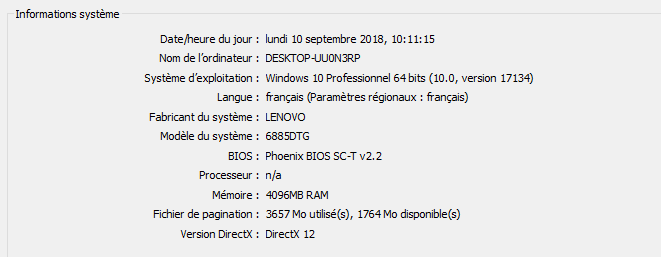 Informations système
Date/heure du jour : lundi 10 septembre 2018, 10:11:15
Nom de l'ordinateur : DESKTOP-UU0N3RP
Système d'exploitation : Windows 10 Professionnel 64 bits (10.0, version 17134)
Langue : français (Paramètres régionaux : français)
Fabricant du système : LENOVO
Modèle du système : 6885DTG
BIOS : Phoenix BIOS SC-T v2.2
Processeur : n/a
Mémoire : 4096MB RAM
Fichier de pagination : 3657 Mo utilisé(s), 1764 Mo disponible(s)
Version DirectX : DirectX 12